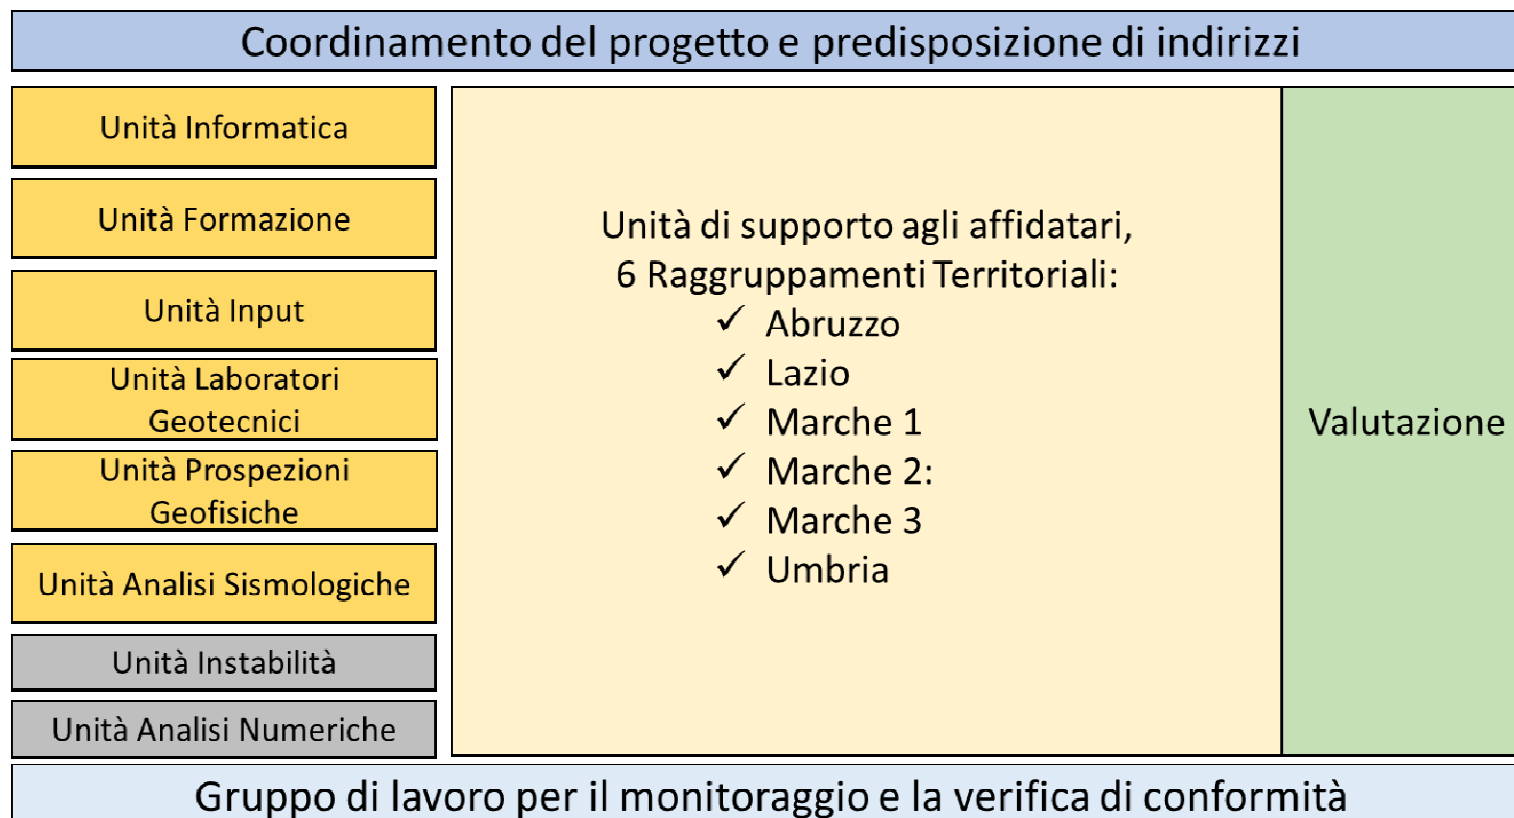 Coordinamento del progetto e predisposizione di indirizzi
Unità Informatica
Unità Formazione
Unità Input
Unità Laboratori
Geotecnici
Unità Prospezioni
Geofisiche
Unità Analisi Sismologiche
Unità Instabilità
Unità Analisi Numeriche
Unità di supporto agli affidatari,
6 Raggruppamenti Territoriali:
✓ Abruzzo
✓ Lazio
✓ Marche 1
✓ Marche 2:
✓ Marche 3
✓ Umbria
Valutazione
Gruppo di lavoro per il monitoraggio e la verifica di conformità